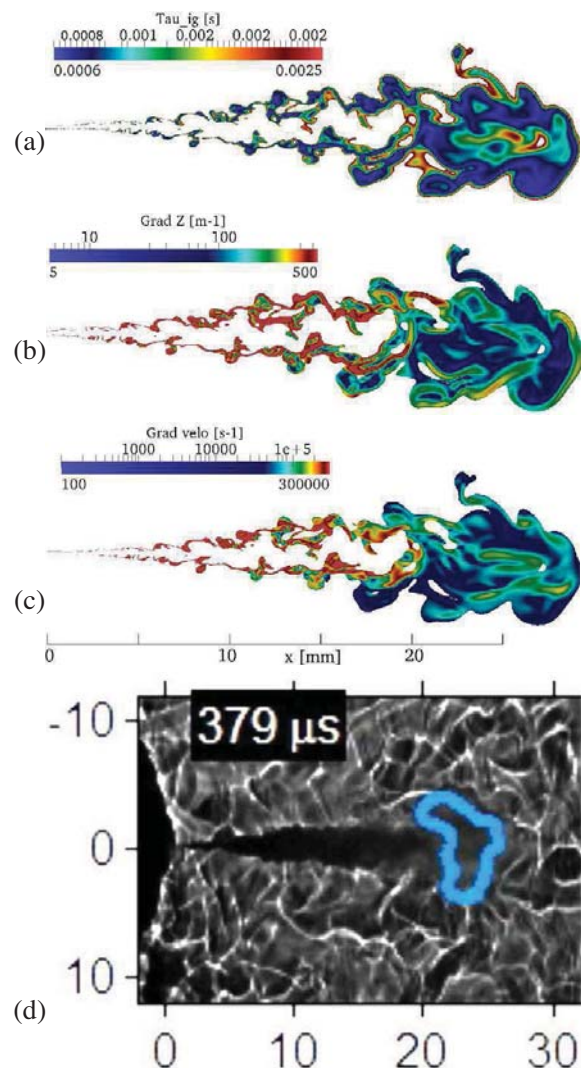 Tau_ig [s]
0.0008 0.001 0.002 0.002 0.002
0.0006 0.0025
(a)
Grad Z [m-1]
10 100
5 500
(b)
Grad velo [s-1]
1000 10000 1e+5
100 300000
(c)
0 10 20
x [mm]
-10
379 µs
0
10
(d)
0 10 20 30